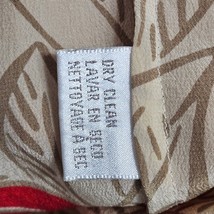 DRY CLEAN
LAVAR EN SECO
NETTOYAGE À SEC